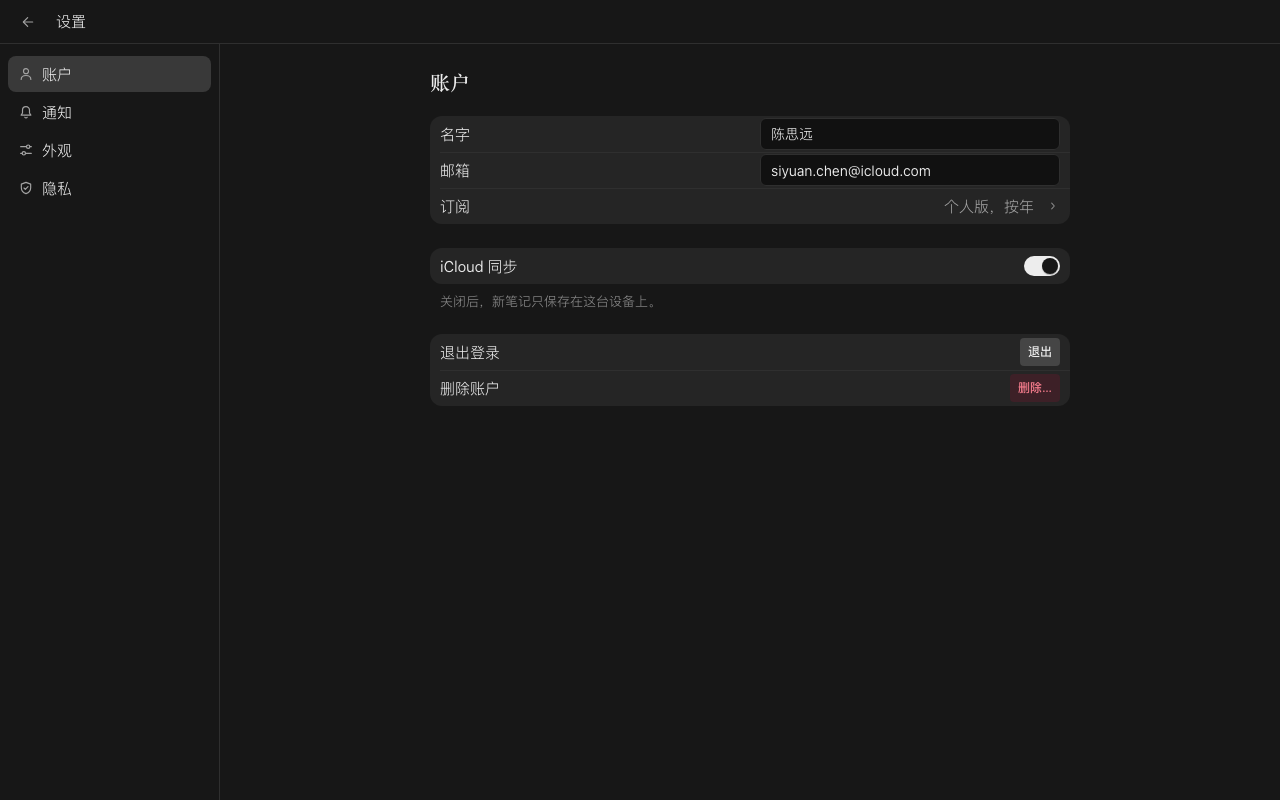 设置
账户
通知
外观
隐私
账户
名字 陈思远
邮箱 siyuan.chen@icloud.com
订阅 个人版，按年
iCloud 同步
关闭后，新笔记只保存在这台设备上。
退出登录 退出
删除账户 删除...